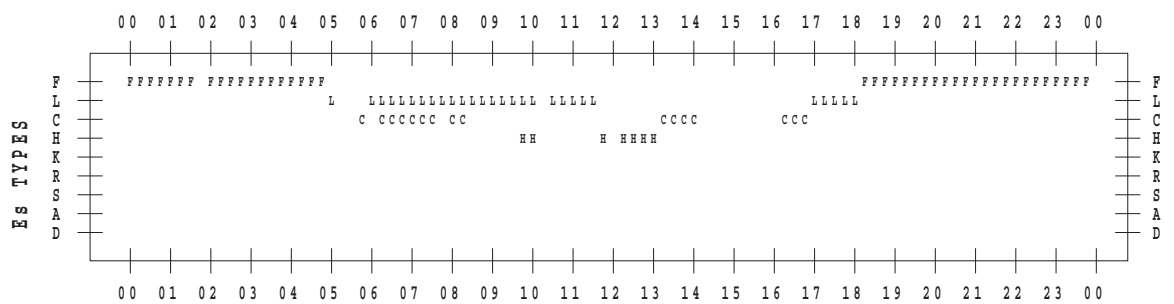 00 01 02 03 04 05 06 07 08 09 10 11 12 13 14 15 16 17 18 19 20 21 22 23 00
F FFFFFFF FFFFFFFFFFFF FFFFFFFFFFFFFFFFFFFFFFF F
L L LLLLLLLLLLLLLLLLL LLLLL LLLLL L
C C CCCCCC CC CCCC CCC C
H HH H HHHH H
K K
R R
S S
A A
D D
Es TYPES
00 01 02 03 04 05 06 07 08 09 10 11 12 13 14 15 16 17 18 19 20 21 22 23 00